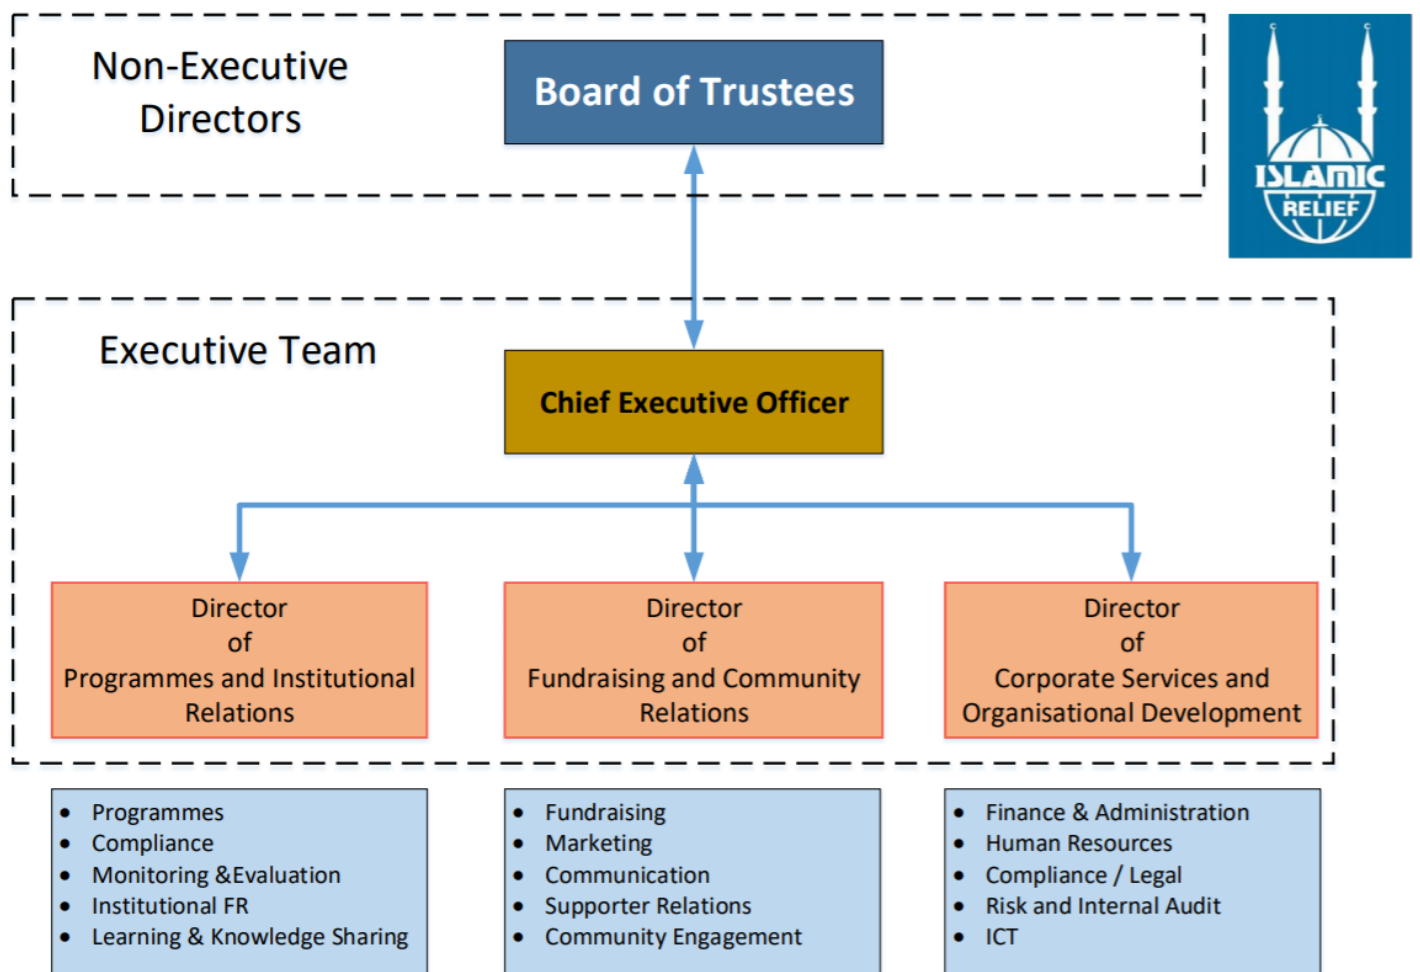 Non-Executive
Directors
Board of Trustees
ISLAMIC
RELIEF
Executive Team
Chief Executive Officer
Director
of
Programmes and Institutional
Relations
Director
of
Fundraising and Community
Relations
Director
of
Corporate Services and
Organisational Development
• Programmes
• Compliance
• Monitoring &Evaluation
• Institutional FR
• Learning & Knowledge Sharing
• Fundraising
• Marketing
• Communication
• Supporter Relations
• Community Engagement
• Finance & Administration
• Human Resources
• Compliance / Legal
• Risk and Internal Audit
• ICT